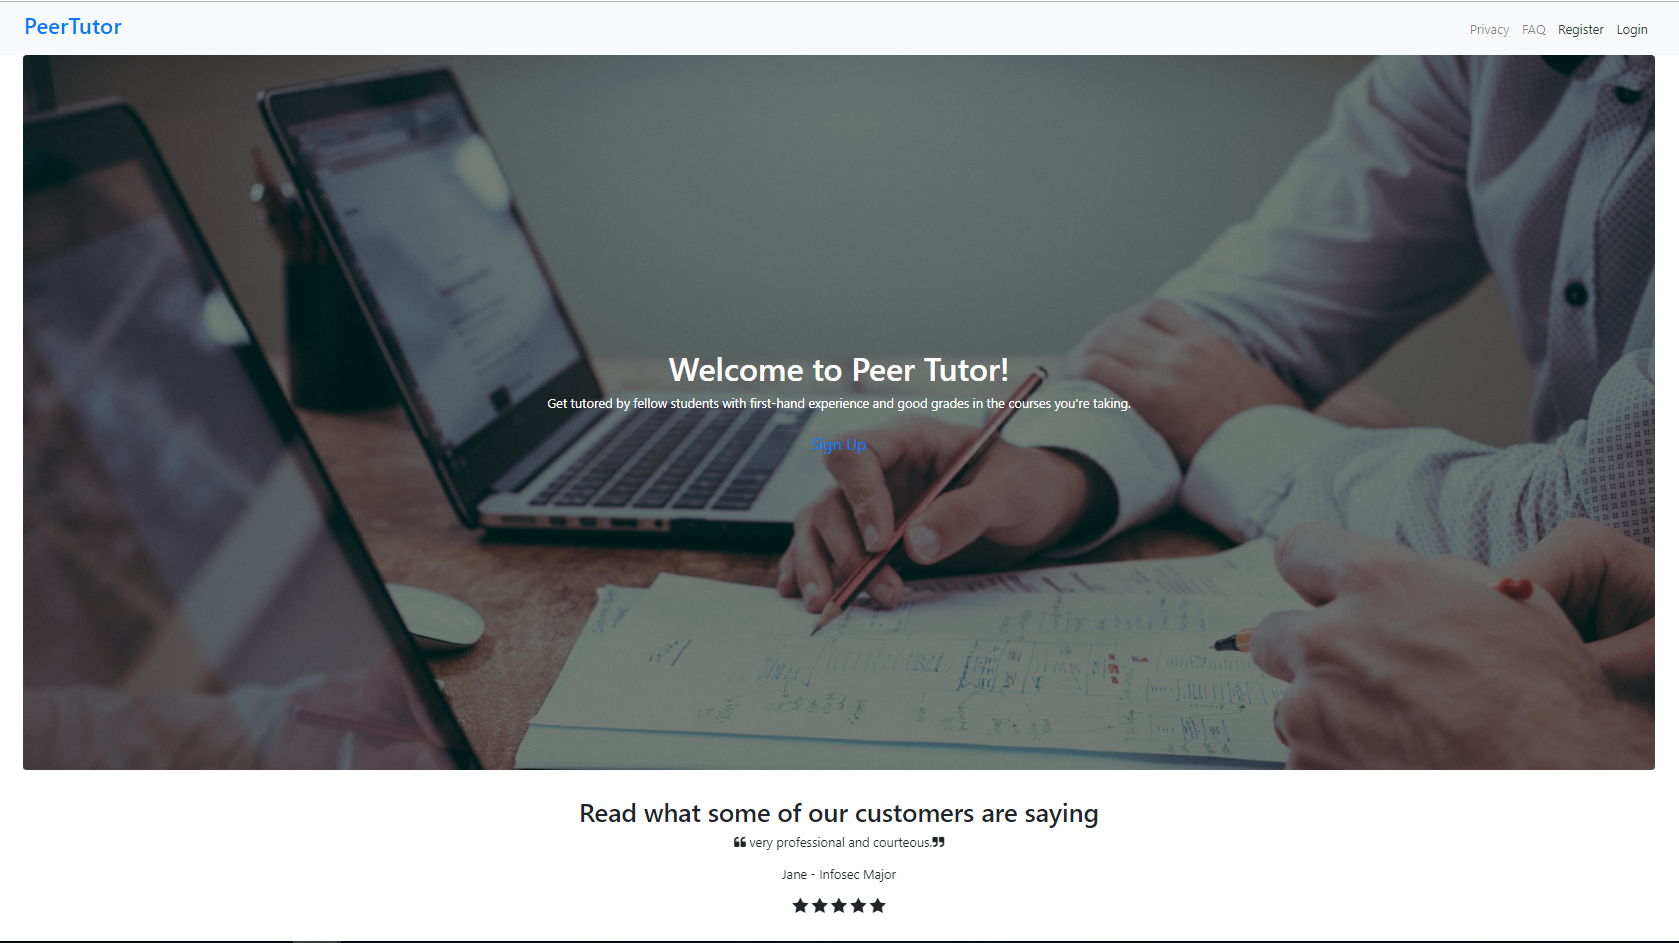 PeerTutor
Privacy FAQ Register Login
Welcome to Peer Tutor!
Get tutored by fellow students with first-hand experience and good grades in the courses you're taking.
Sign Up
Read what some of our customers are saying
❝ very professional and courteous.❞
Jane - Infosec Major